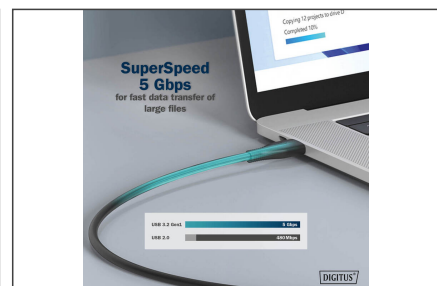 Copying 12 projects to drive D
Completed 10%
SuperSpeed
5 Gbps
for fast data transfer of
large files
USB 3.2 Gen1
5 Gbps
USB 2.0
480 Mbps
DIGITUS®